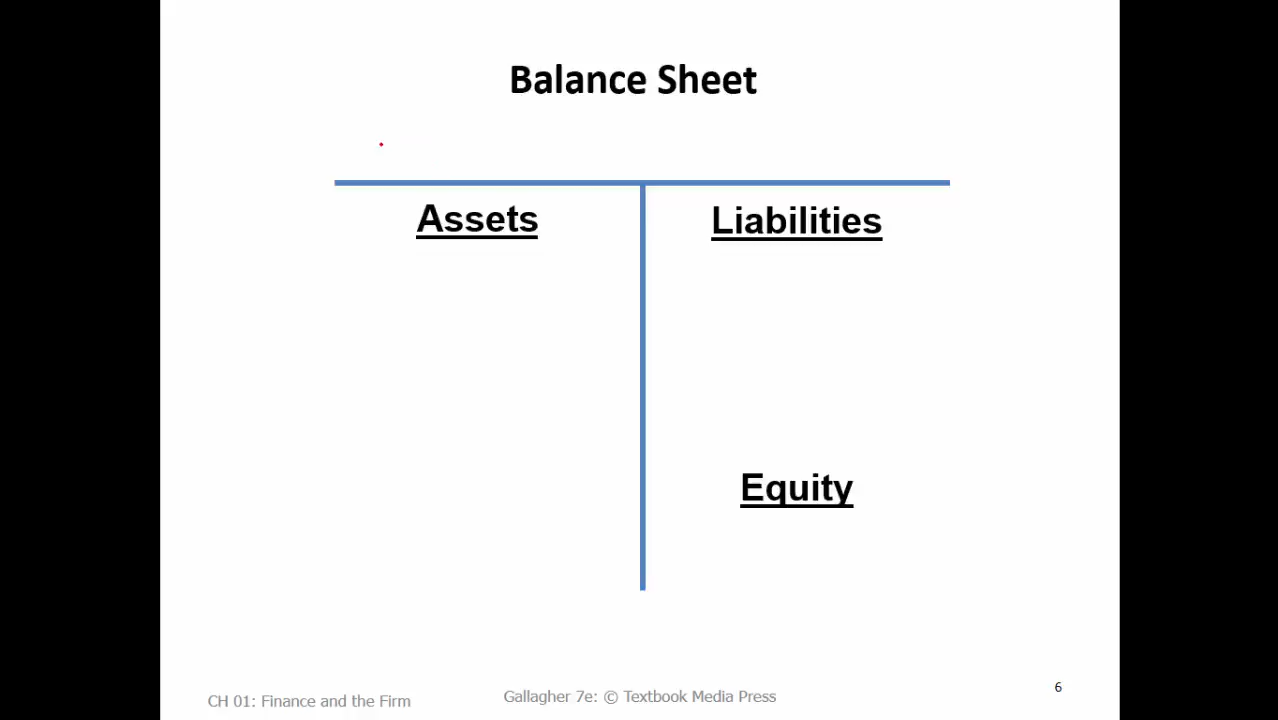 Balance Sheet
Assets
Liabilities
Equity
CH 01: Finance and the Firm
Gallagher 7e: © Textbook Media Press
6